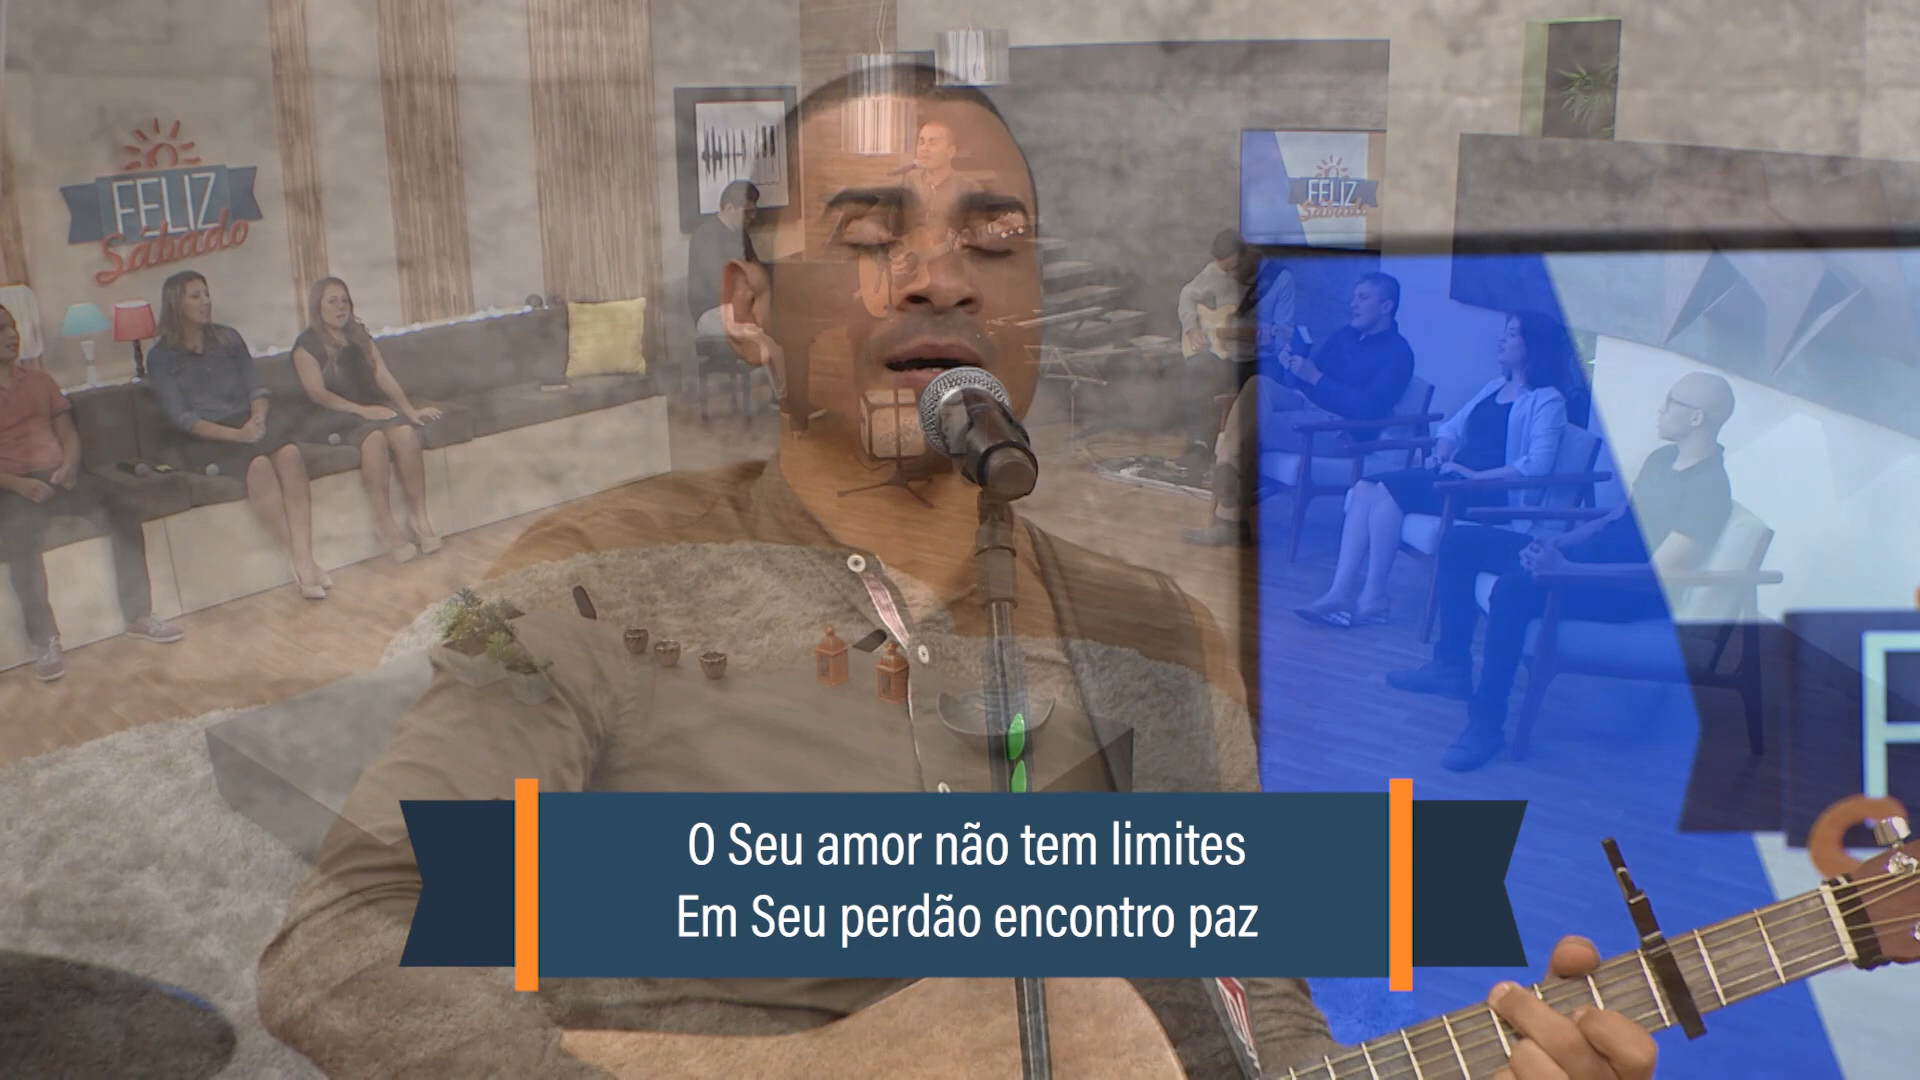 FELIZ
Sábado
FELIZ
Sábado
F
O Seu amor não tem limites
Em Seu perdão encontro paz